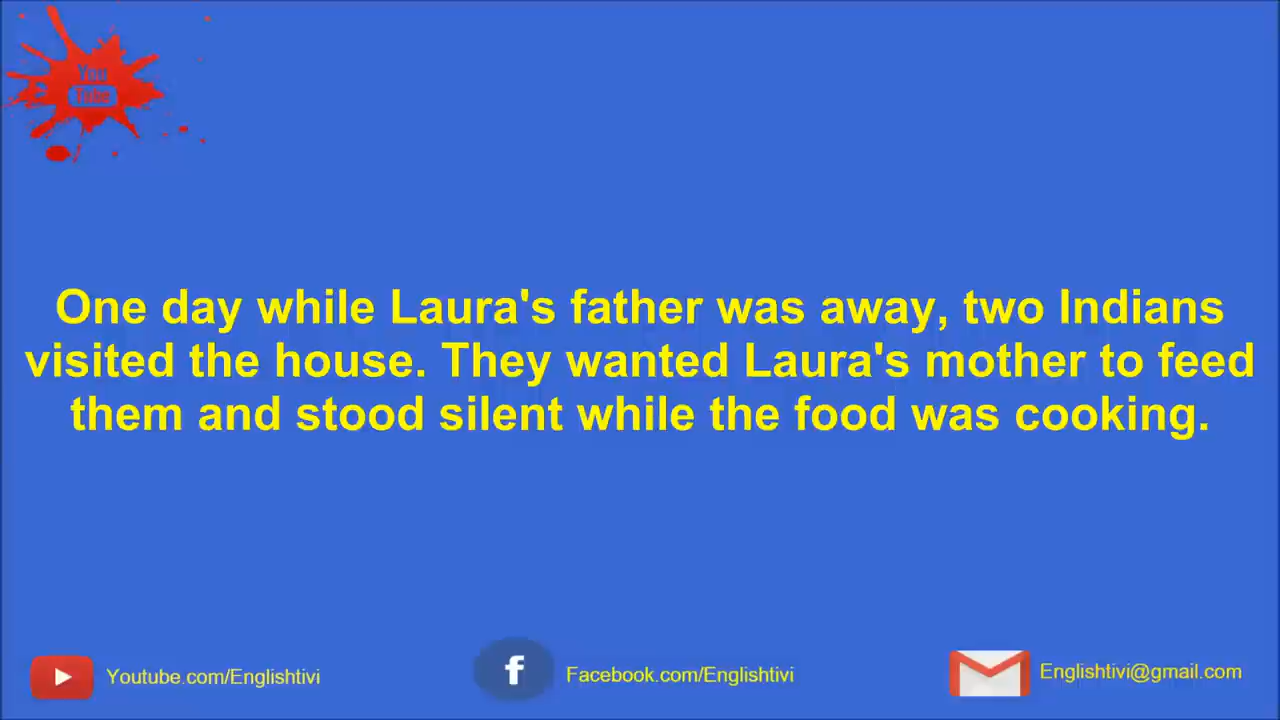 You
Tube
One day while Laura's father was away, two Indians
visited the house. They wanted Laura's mother to feed
them and stood silent while the food was cooking.
Youtube.com/Englishtivi
f
Facebook.com/Englishtivi
Englishtivi@gmail.com